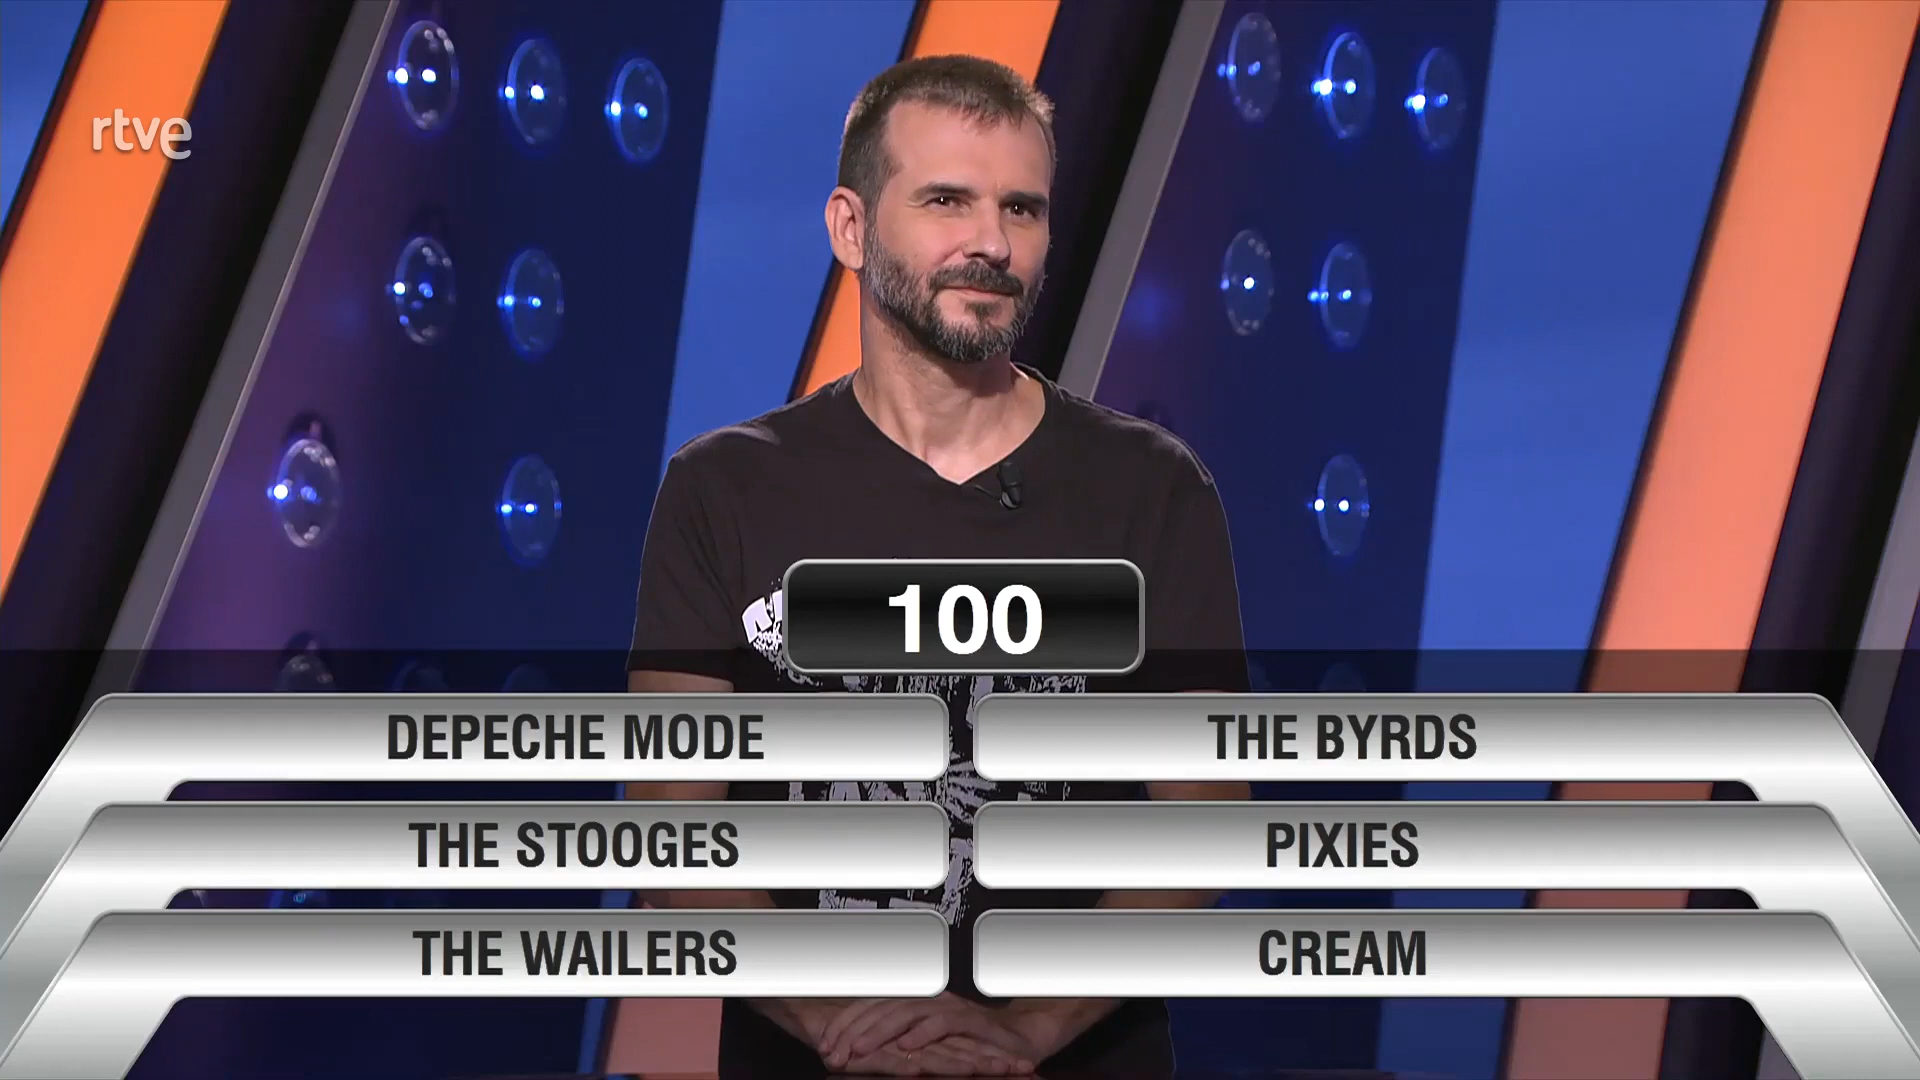 rtve
100
DEPECHE MODE
THE BYRDS
THE STOOGES
PIXIES
THE WAILERS
CREAM